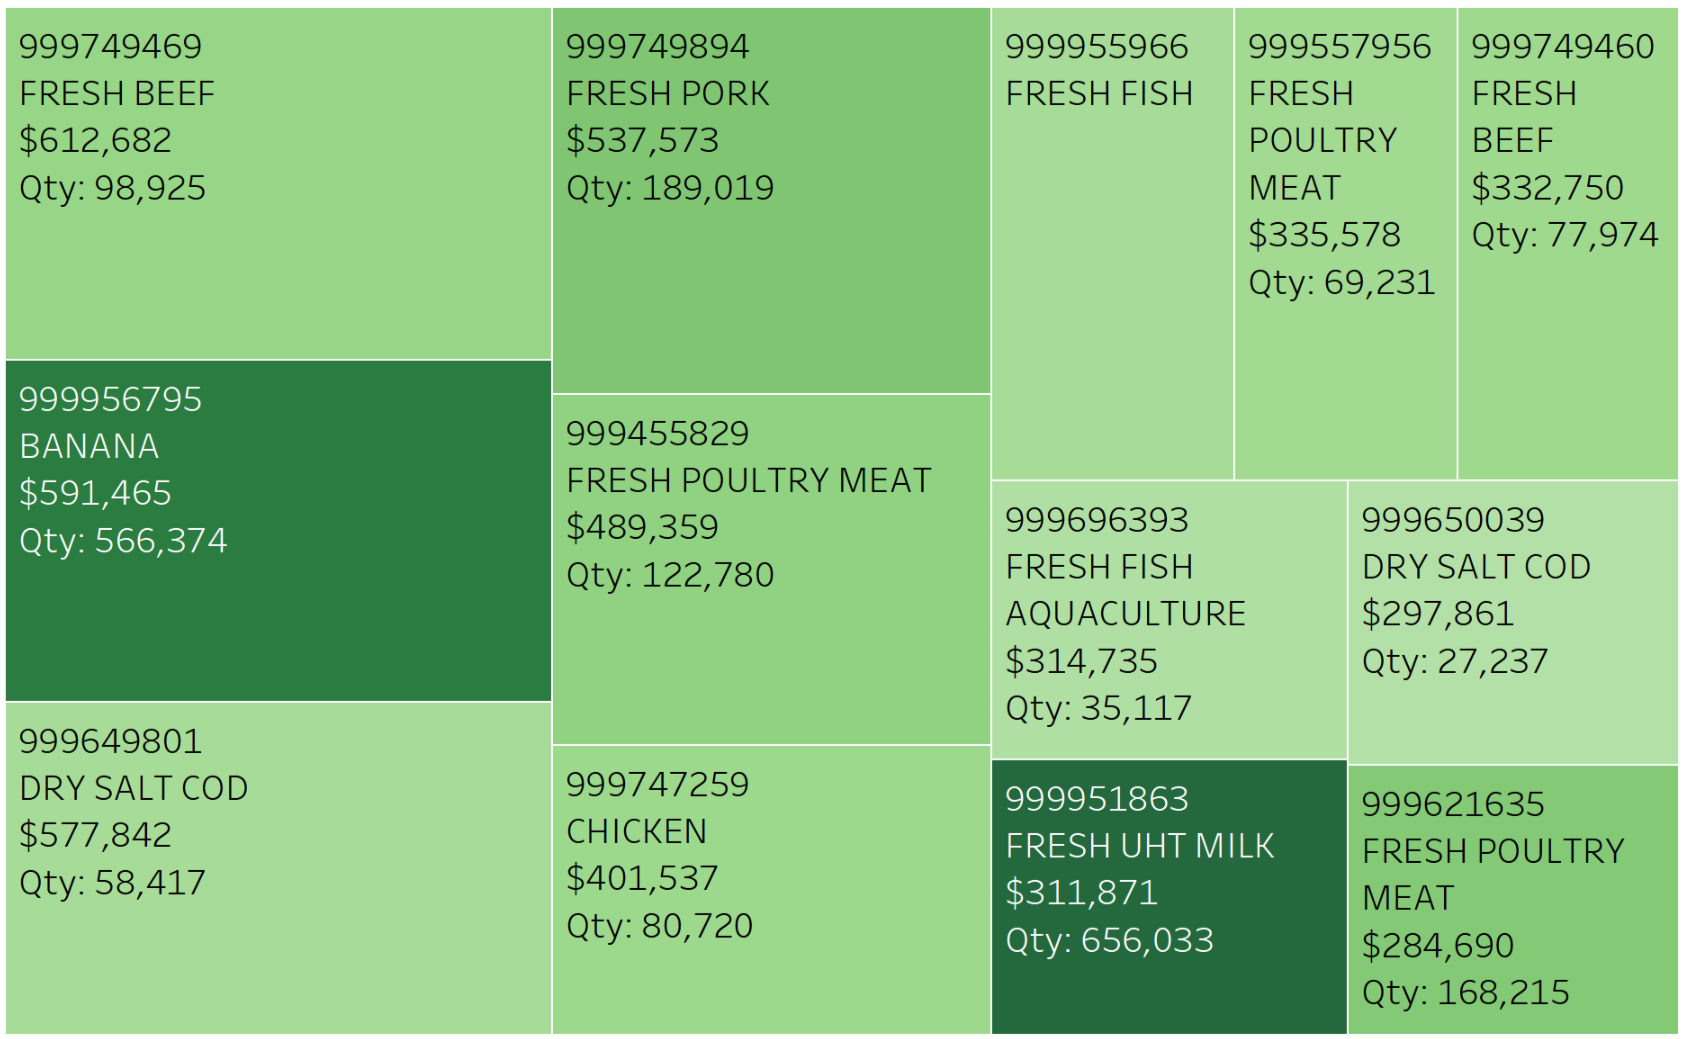 999749469
FRESH BEEF
$612,682
Qty: 98,925
999956795
BANANA
$591,465
Qty: 566,374
999649801
DRY SALT COD
$577,842
Qty: 58,417
999749894
FRESH PORK
$537,573
Qty: 189,019
999455829
FRESH POULTRY MEAT
$489,359
Qty: 122,780
999747259
CHICKEN
$401,537
Qty: 80,720
999955966
FRESH FISH
999557956
FRESH
POULTRY
MEAT
$335,578
Qty: 69,231
999749460
FRESH
BEEF
$332,750
Qty: 77,974
999696393
FRESH FISH
AQUACULTURE
$314,735
Qty: 35,117
999650039
DRY SALT COD
$297,861
Qty: 27,237
999951863
FRESH UHT MILK
$311,871
Qty: 656,033
999621635
FRESH POULTRY
MEAT
$284,690
Qty: 168,215